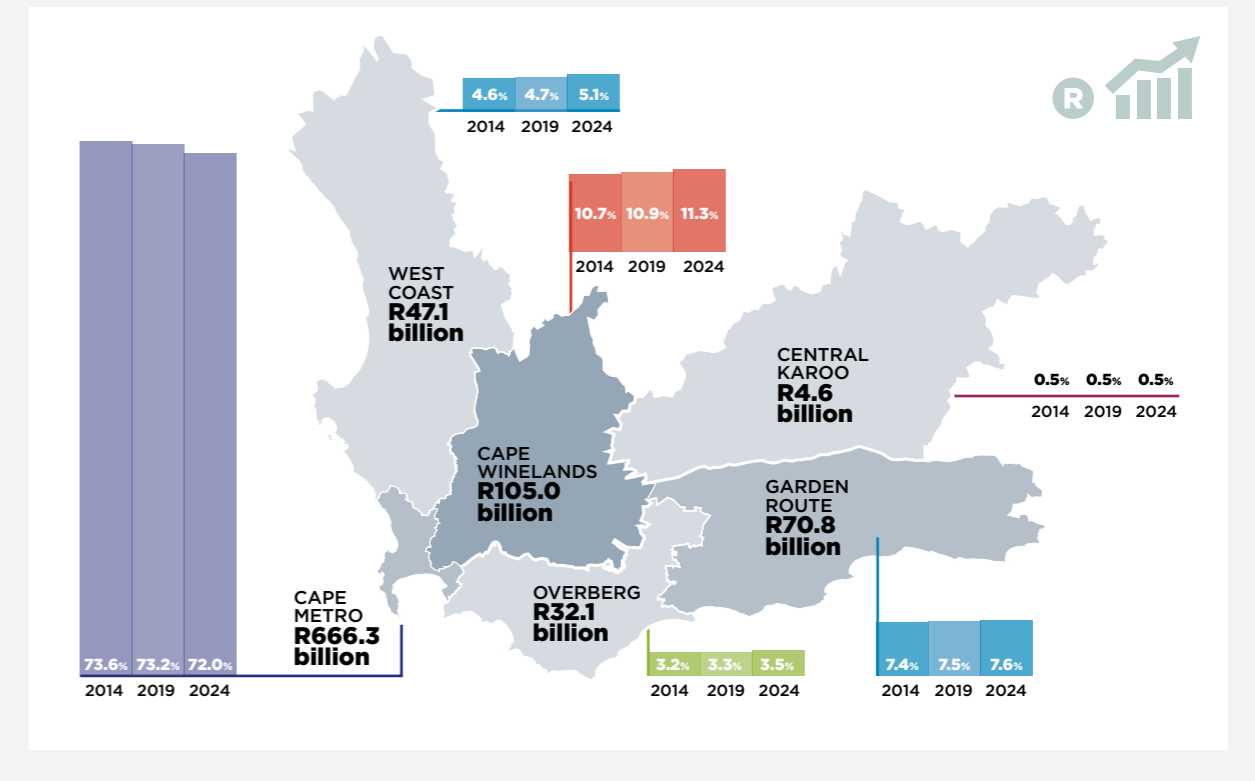 R
4.6% 4.7% 5.1%
2014 2019 2024
10.7% 10.9% 11.3%
2014 2019 2024
WEST
COAST
R47.1
billion
CENTRAL
KAROO
R4.6
billion
0.5% 0.5% 0.5%
2014 2019 2024
CAPE
WINELANDS
R105.0
billion
GARDEN
ROUTE
R70.8
billion
CAPE
METRO
R666.3
billion
OVERBERG
R32.1
billion
73.6% 73.2% 72.0%
2014 2019 2024
3.2% 3.3% 3.5%
2014 2019 2024
7.4% 7.5% 7.6%
2014 2019 2024